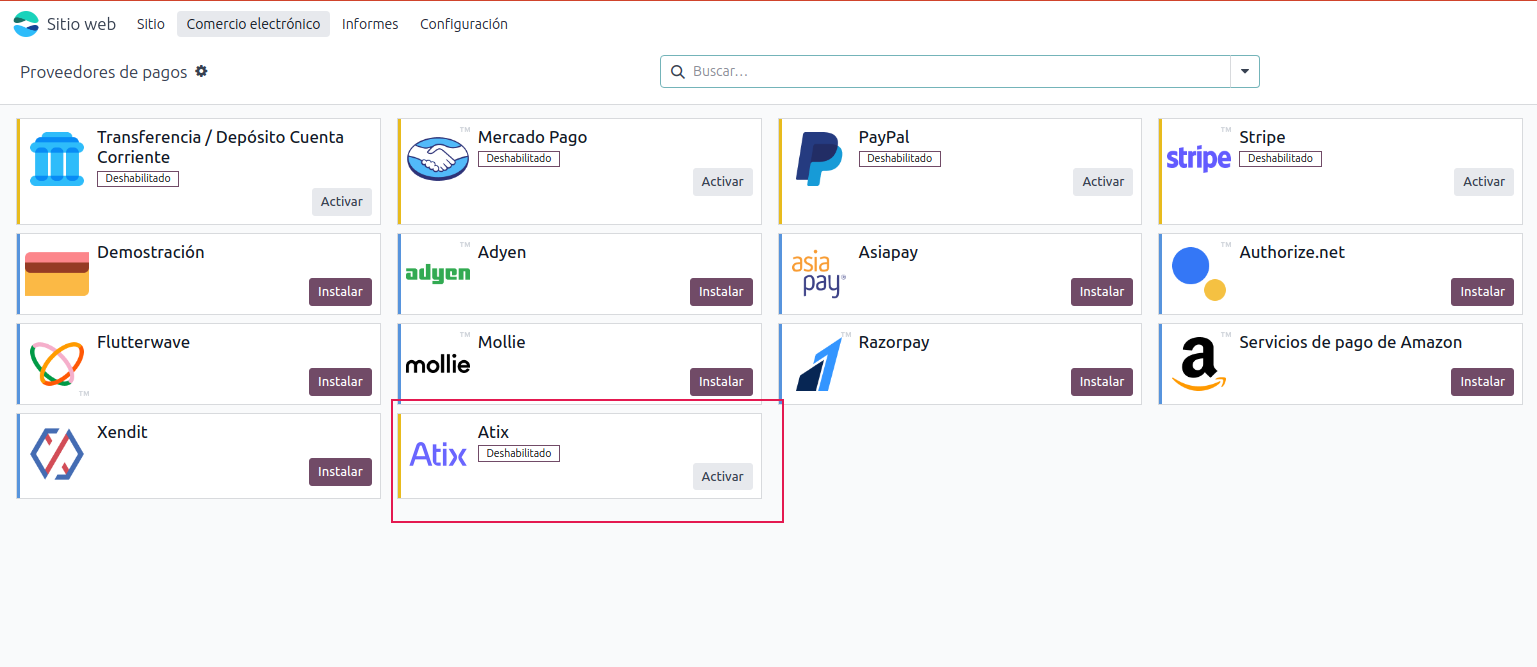 Sitio web Sitio Comercio electrónico Informes Configuración
Proveedores de pagos Buscar...
Transferencia / Depósito Cuenta
Corriente
Deshabilitado
Activar
TM
Mercado Pago
Deshabilitado
Activar
PayPal
Deshabilitado
Activar
stripe
TM
Stripe
Deshabilitado
Activar
Demostración
Instalar
adyen
TM
Adyen
Instalar
asia
pay®
Asiapay
Instalar
TM
Authorize.net
Instalar
TM
Flutterwave
Instalar
mollie
TM
Mollie
Instalar
TM
Razorpay
Instalar
a
TM
Servicios de pago de Amazon
Instalar
Xendit
Instalar
Atix
Atix
Deshabilitado
Activar